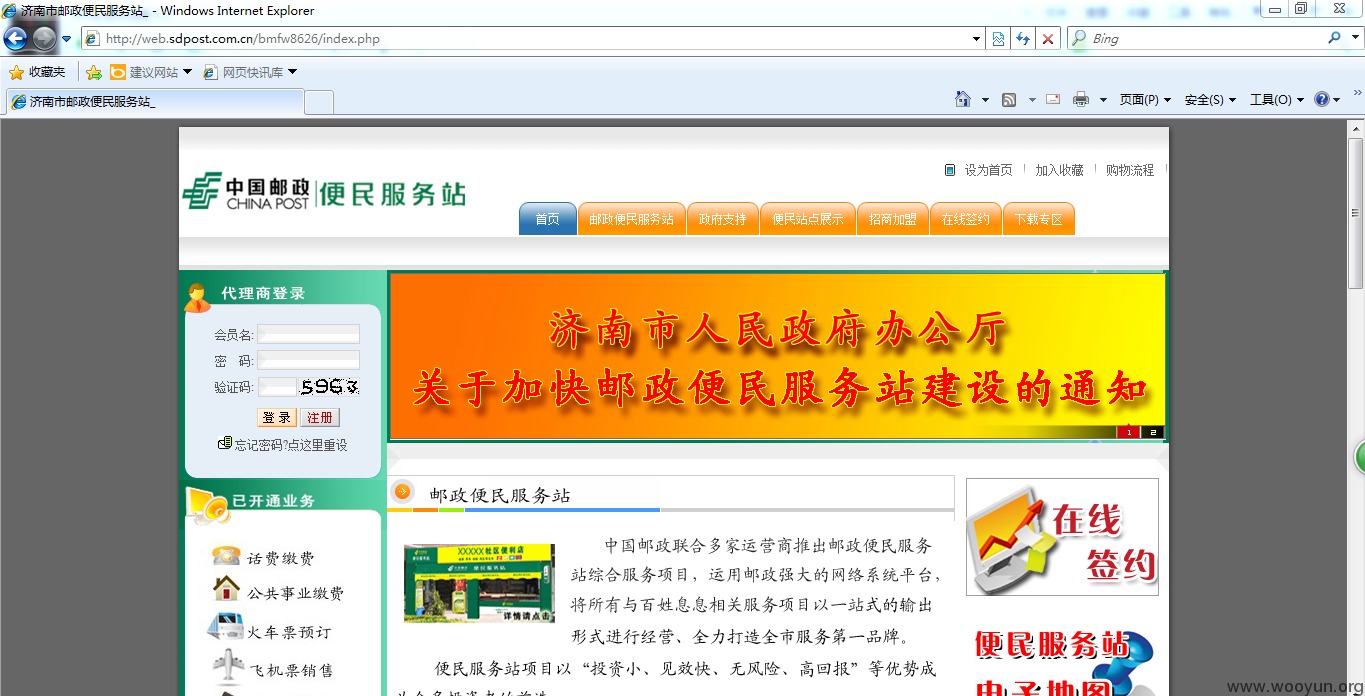 济南市邮政便民服务站_ - Windows Internet Explorer
http://web.sdpost.com.cn/bmfw8626/index.php
Bing
收藏夹 建议网站 网页快讯库
济南市邮政便民服务站_
页面(P) 安全(S) 工具(O)
设为首页 加入收藏 购物流程
中国邮政 CHINA POST 便民服务站
首页 邮政便民服务站 政府支持 便民站点展示 招商加盟 在线签约 下载专区
代理商登录
会员名:
密 码:
验证码: 5963
登 录 注册
忘记密码?点这里重设
济南市人民政府办公厅
关于加快邮政便民服务站建设的通知
1 2
已开通业务
话费缴费
公共事业缴费
火车票预订
飞机票销售
邮政便民服务站
XXXXX社区便利店
详情请点击
中国邮政联合多家运营商推出邮政便民服务
站综合服务项目，运用邮政强大的网络系统平台，
将所有与百姓息息相关服务项目以一站式的输出
形式进行经营、全力打造全市服务第一品牌。
便民服务站项目以“投资小、见效快、无风险、高回报”等优势成
在线
签约
便民服务站
电子地图
www.wooyun.org